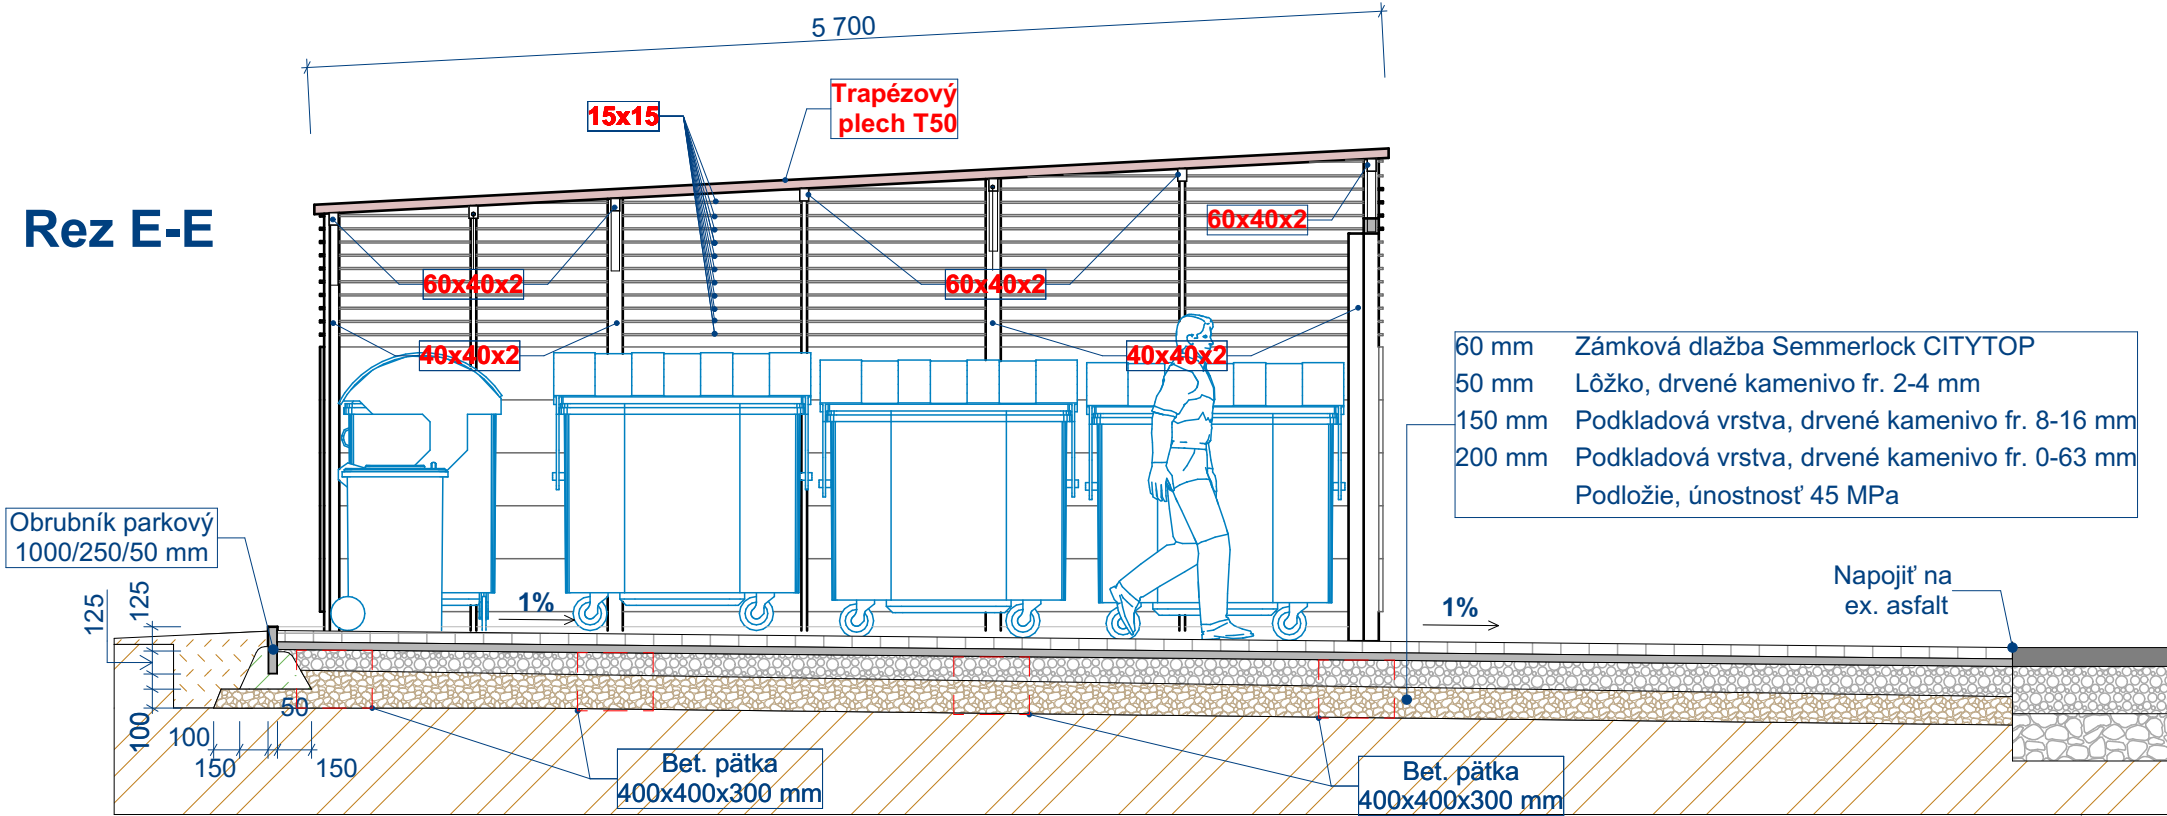 5 700
Trapézový
plech T50
15x15
Rez E-E
60x40x2
60x40x2
60x40x2
40x40x2
40x40x2
60 mm Zámková dlažba Semmerlock CITYTOP
50 mm Lôžko, drvené kamenivo fr. 2-4 mm
150 mm Podkladová vrstva, drvené kamenivo fr. 8-16 mm
200 mm Podkladová vrstva, drvené kamenivo fr. 0-63 mm
Podložie, únostnosť 45 MPa
Obrubník parkový
1000/250/50 mm
Napojiť na
ex. asfalt
125
125
1%
1%
100
50
100
150
150
Bet. pätka
400x400x300 mm
Bet. pätka
400x400x300 mm